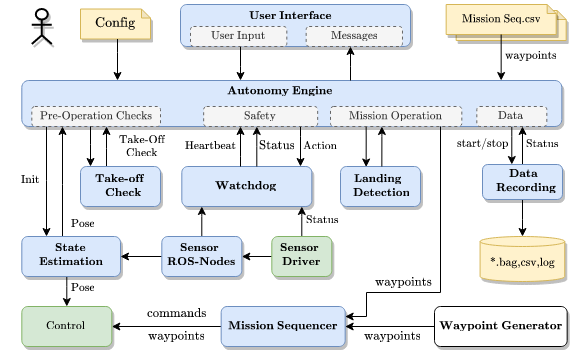 Config
User Interface
User Input
Messages
Mission Seq.csv
waypoints
Autonomy Engine
Pre-Operation Checks
Safety
Mission Operation
Data
Init
Take-Off
Check
Heartbeat
Status
Action
start/stop
Status
Take-off
Check
Watchdog
Landing
Detection
Data
Recording
Pose
Status
State
Estimation
Sensor
ROS-Nodes
Sensor
Driver
*.bag,csv,log
Pose
waypoints
Control
commands
waypoints
Mission Sequencer
waypoints
Waypoint Generator